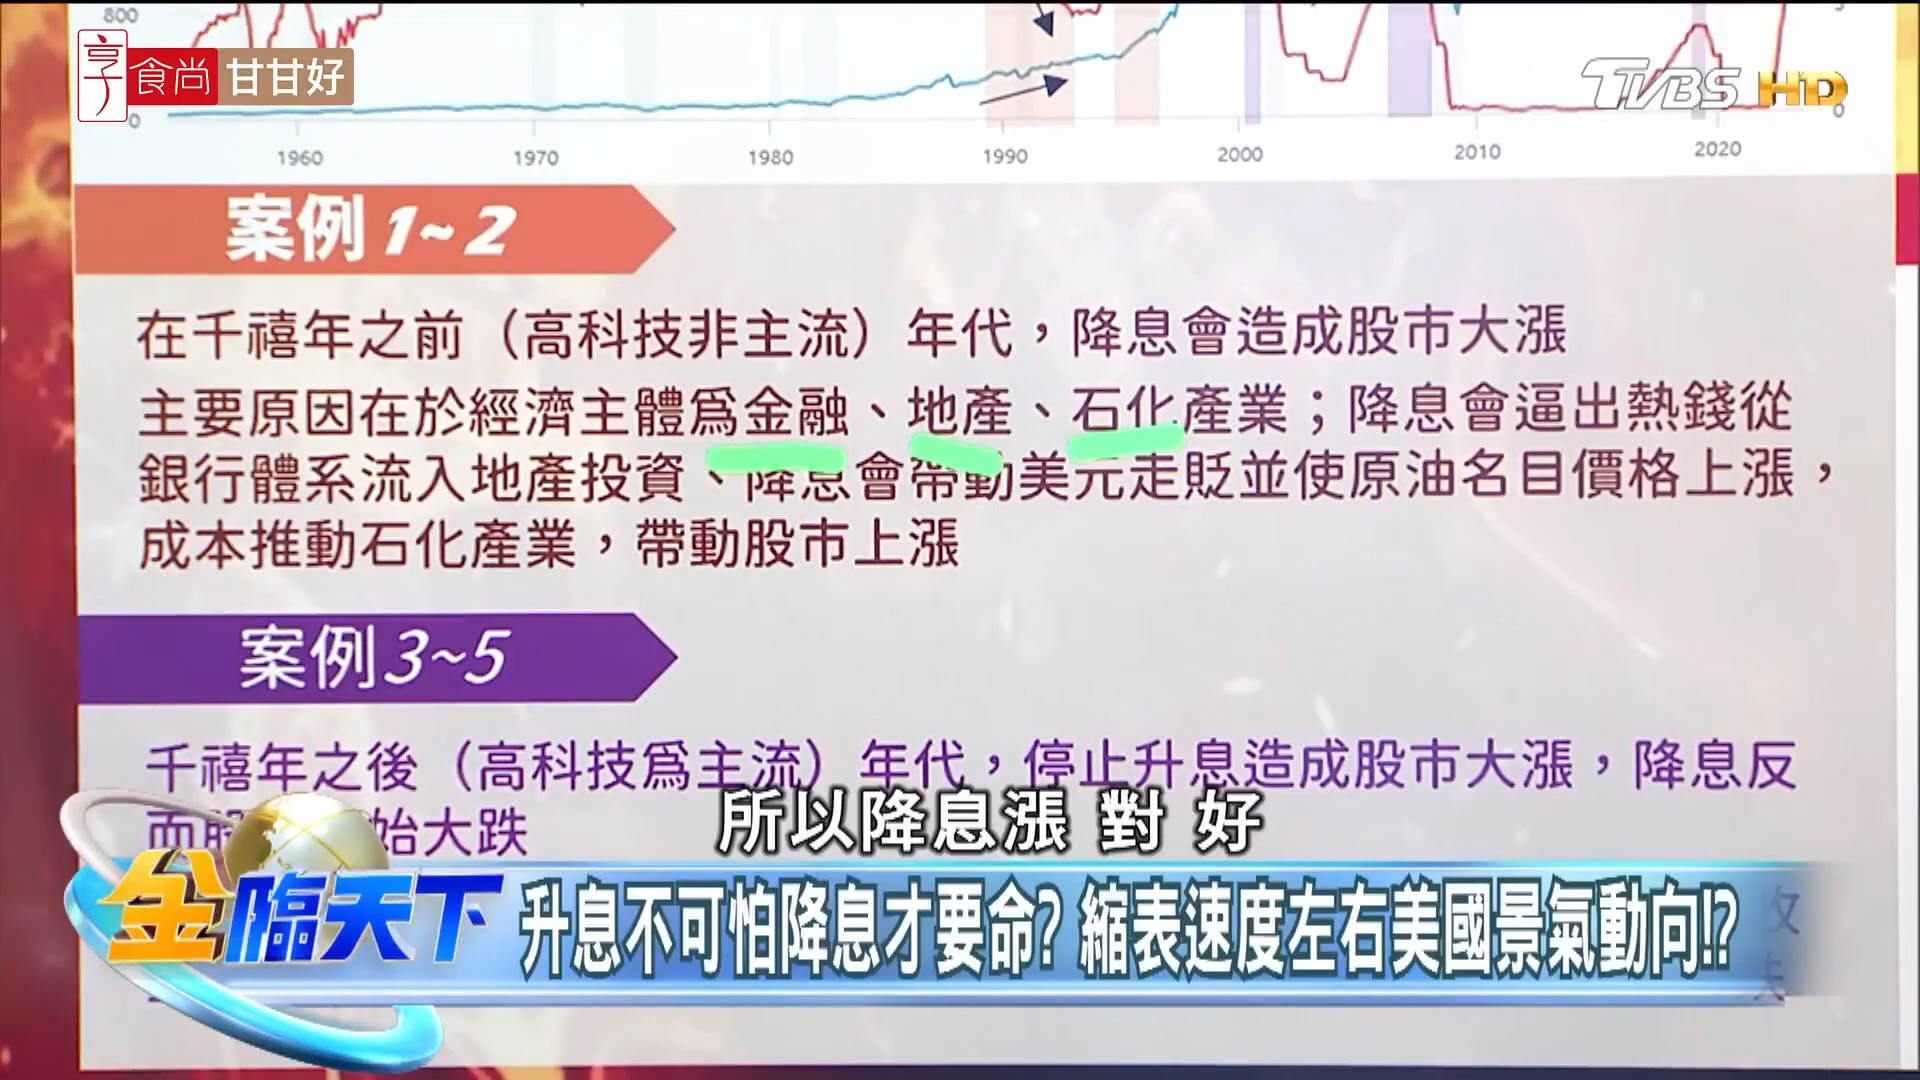 800
5
享食尚 甘甘好
TVBS HD
0
0
1960 1970 1980 1990 2000 2010 2020
案例1~2
在千禧年之前（高科技非主流）年代，降息會造成股市大漲
主要原因在於經濟主體爲金融、地產、石化產業；降息會逼出熱錢從
銀行體系流入地產投資、降息會帶動美元走貶並使原油名目價格上漲，
成本推動石化產業，帶動股市上漲
案例3~5
千禧年之後（高科技爲主流）年代，停止升息造成股市大漲，降息反
而股 始大跌
所以降息漲 對 好
金臨天下
升息不可怕降息才要命? 縮表速度左右美國景氣動向!?